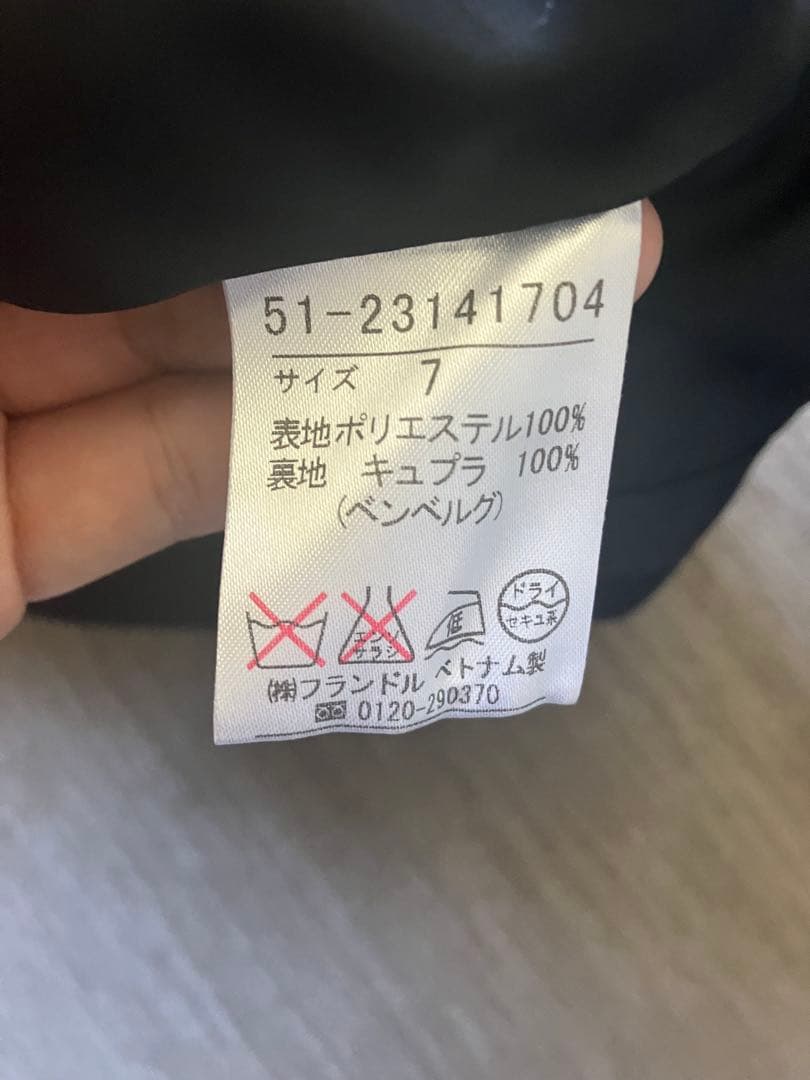 51-23141704
サイズ 7
表地ポリエステル100%
裏地 キュプラ 100%
(ベンベルグ)
エンソ
サラシ
低
ドライ
セキユ系
ベトナム製
㈱フランドル
0120-290370